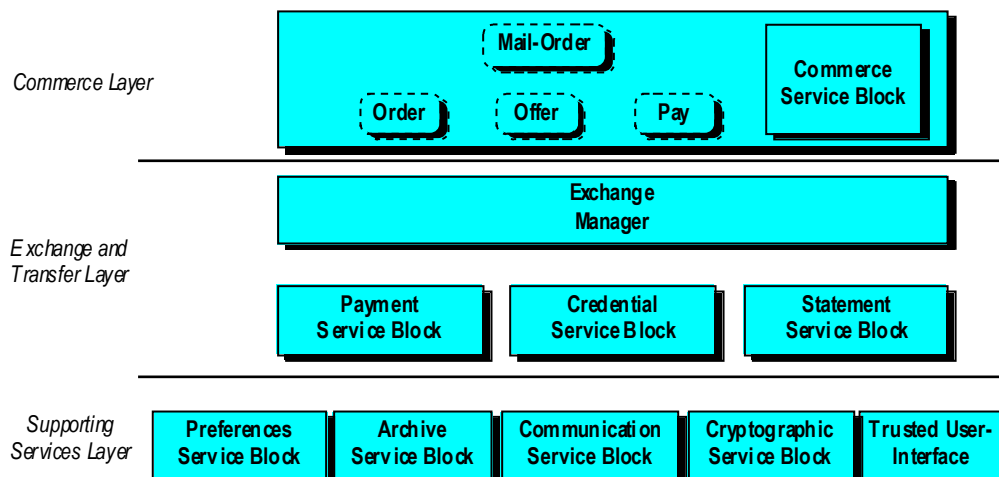 Commerce Layer
Mail-Order
Order
Offer
Pay
Commerce
Service Block
Exchange and
Transfer Layer
Exchange
Manager
Payment
Service Block
Credential
Service Block
Statement
Service Block
Supporting
Services Layer
Preferences
Service Block
Archive
Service Block
Communication
Service Block
Cryptographic
Service Block
Trusted User-
Interface